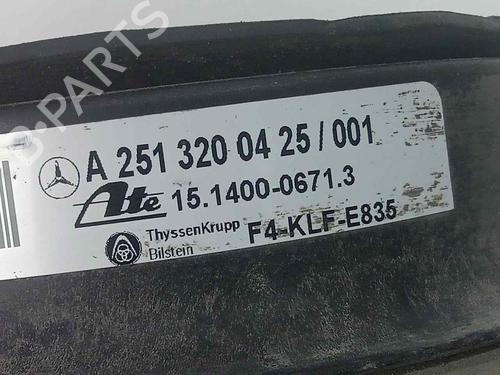 B-PARTS
A 251 320 04 25 / 001
Ate 15.1400-0671.3
ThyssenKrupp
Bilstein
F4-KLF-E835